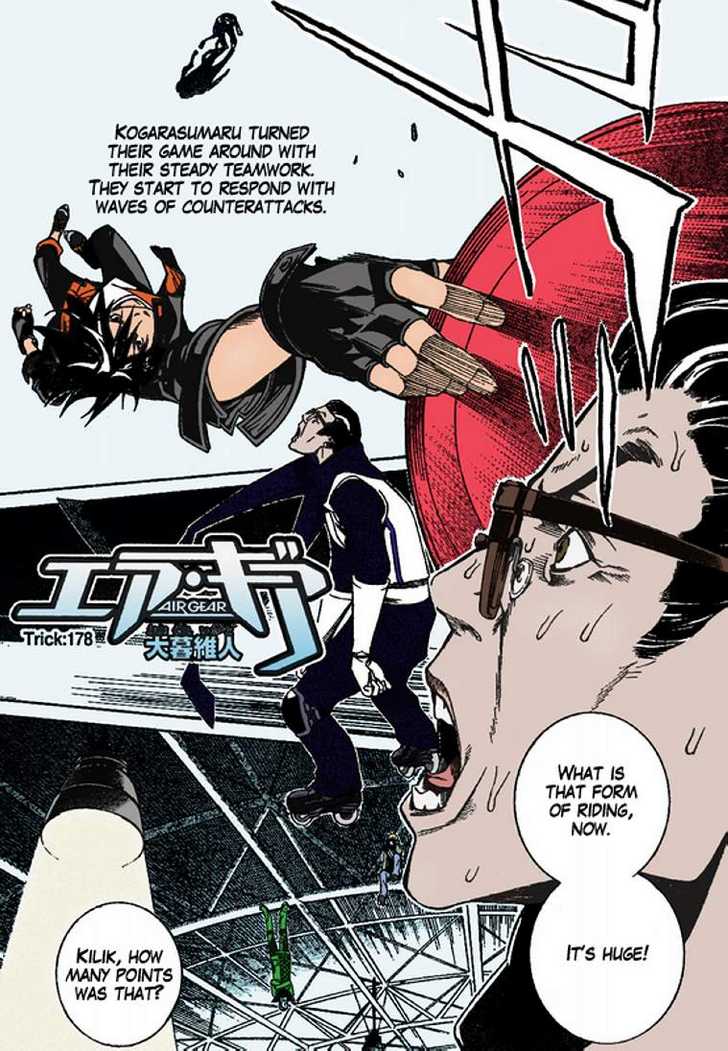 KOGARASUMARU TURNED
THEIR GAME AROUND WITH
THEIR STEADY TEAMWORK.
THEY START TO RESPOND WITH
WAVES OF COUNTERATTACKS.
エア・ギア
AIR GEAR
Trick:178
大暮維人
WHAT IS
THAT FORM
OF RIDING,
NOW.
IT'S HUGE!
KILIK, HOW
MANY POINTS
WAS THAT?